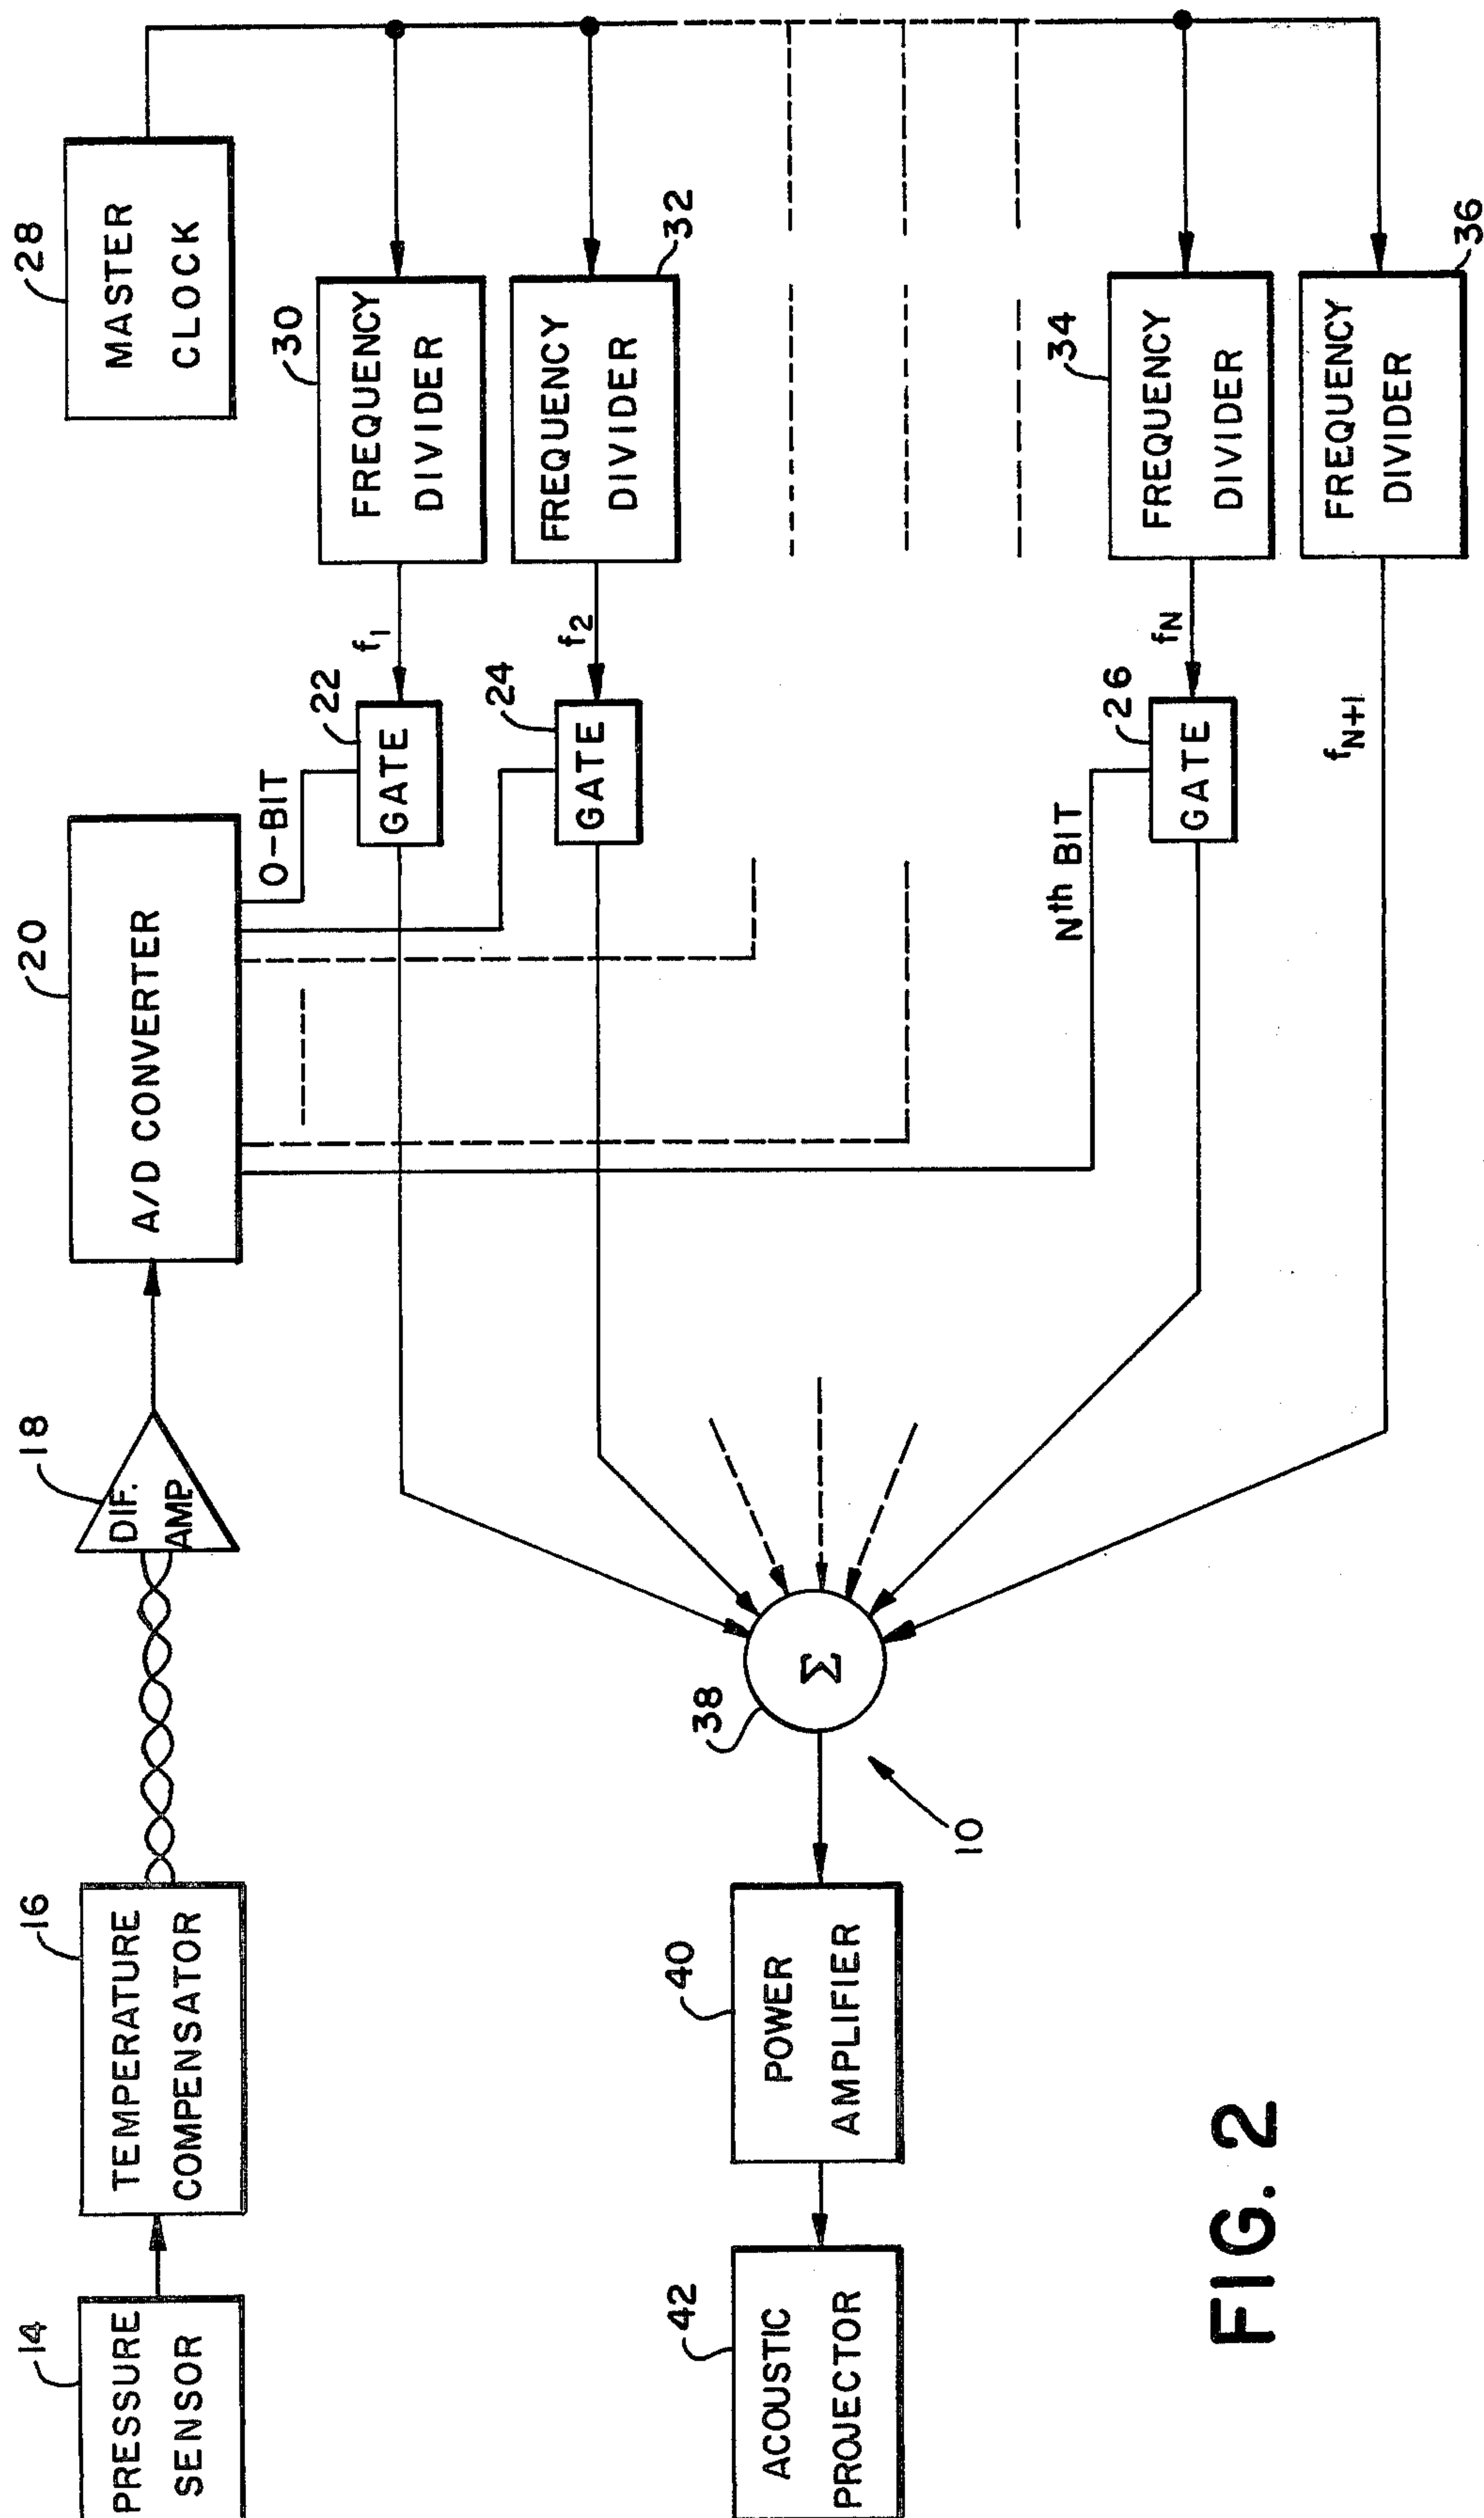 14
PRESSURE
SENSOR
16
TEMPERATURE
COMPENSATOR
18
DIF.
AMP
20
A/D CONVERTER
28
MASTER
CLOCK
O-BIT
22
GATE
f1
30
FREQUENCY
DIVIDER
24
GATE
f2
32
FREQUENCY
DIVIDER
Nth BIT
26
GATE
fN
34
FREQUENCY
DIVIDER
fN+1
36
FREQUENCY
DIVIDER
38
Σ
10
40
POWER
AMPLIFIER
42
ACOUSTIC
PROJECTOR
FIG. 2